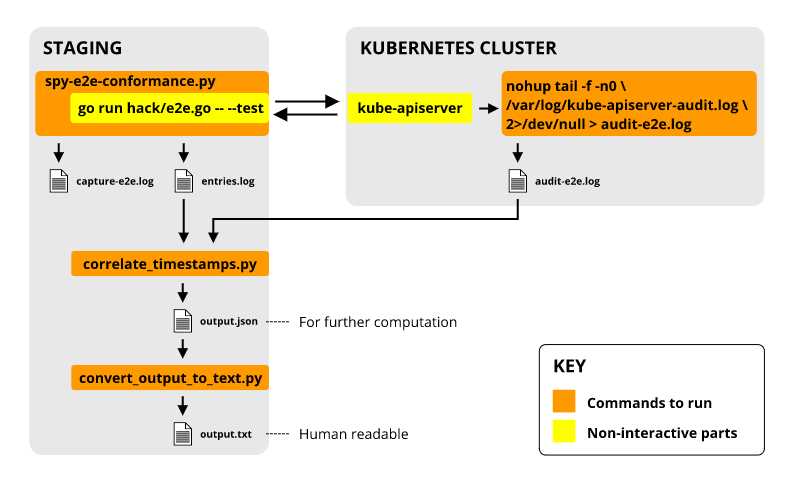 STAGING
spy-e2e-conformance.py
go run hack/e2e.go -- --test
capture-e2e.log
entries.log
KUBERNETES CLUSTER
kube-apiserver
nohup tail -f -n0 \
/var/log/kube-apiserver-audit.log \
2>/dev/null > audit-e2e.log
audit-e2e.log
correlate_timestamps.py
output.json
For further computation
convert_output_to_text.py
output.txt
Human readable
KEY
Commands to run
Non-interactive parts